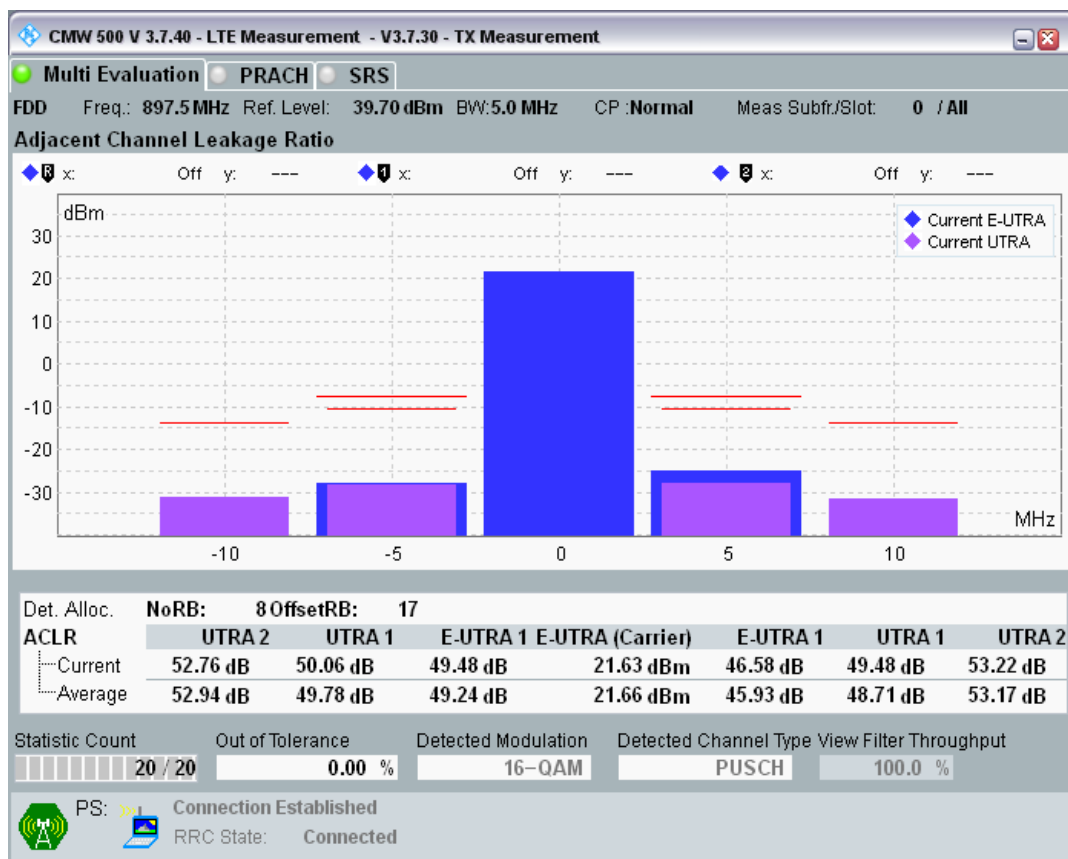 CMW 500 V 3.7.40 - LTE Measurement - V3.7.30 - TX Measurement
Multi Evaluation PRACH SRS
FDD Freq.: 897.5 MHz Ref. Level: 39.70 dBm BW:5.0 MHz CP :Normal Meas Subfr./Slot: 0 / All
Adjacent Channel Leakage Ratio
R x: Off y: --- 1 x: Off y: --- 2 x: Off y: ---
dBm
Current E-UTRA
Current UTRA
30
20
10
0
-10
-20
-30
MHz
-10 -5 0 5 10
Det. Alloc. NoRB: 8 OffsetRB: 17
ACLR UTRA 2 UTRA 1 E-UTRA 1 E-UTRA (Carrier) E-UTRA 1 UTRA 1 UTRA 2
Current 52.76 dB 50.06 dB 49.48 dB 21.63 dBm 46.58 dB 49.48 dB 53.22 dB
Average 52.94 dB 49.78 dB 49.24 dB 21.66 dBm 45.93 dB 48.71 dB 53.17 dB
Statistic Count Out of Tolerance Detected Modulation Detected Channel Type View Filter Throughput
20 / 20 0.00 % 16-QAM PUSCH 100.0 %
PS: Connection Established
RRC State: Connected